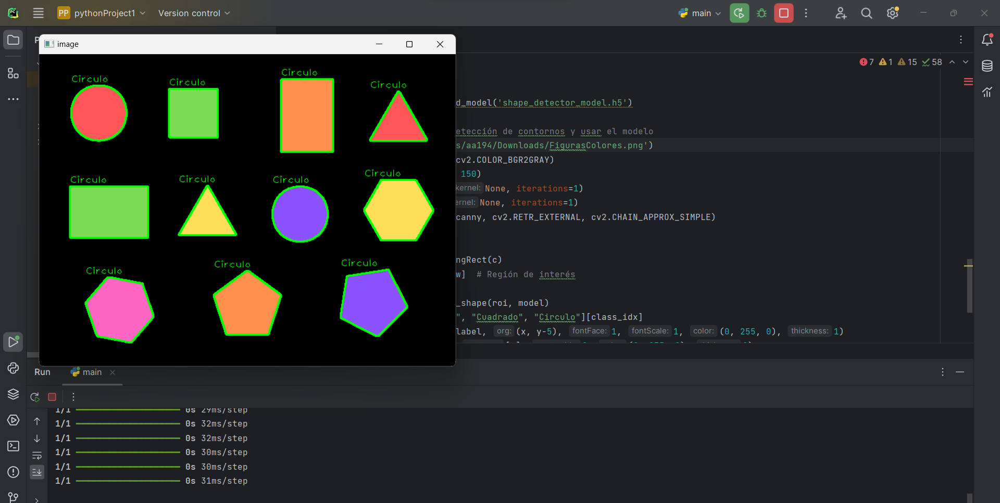 PC
PP pythonProject1 Version control main
P
image
7 1 15 58
Circulo Circulo Circulo Circulo
Circulo Circulo Circulo Circulo
Circulo Circulo Circulo
d_model('shape_detector_model.h5')
etección de contornos y usar el modelo
s/aa194/Downloads/FigurasColores.png')
cv2.COLOR_BGR2GRAY)
150)
kernel: None, iterations=1)
ernel: None, iterations=1)
canny, cv2.RETR_EXTERNAL, cv2.CHAIN_APPROX_SIMPLE)
ngRect(c)
w] # Región de interés
_shape(roi, model)
", "Cuadrado", "Circulo"][class_idx]
label, org: (x, y-5), fontFace: 1, fontScale: 1, color: (0, 255, 0), thickness: 1)
Run main
1/1 0s 29ms/step
1/1 0s 32ms/step
1/1 0s 32ms/step
1/1 0s 30ms/step
1/1 0s 30ms/step
1/1 0s 31ms/step